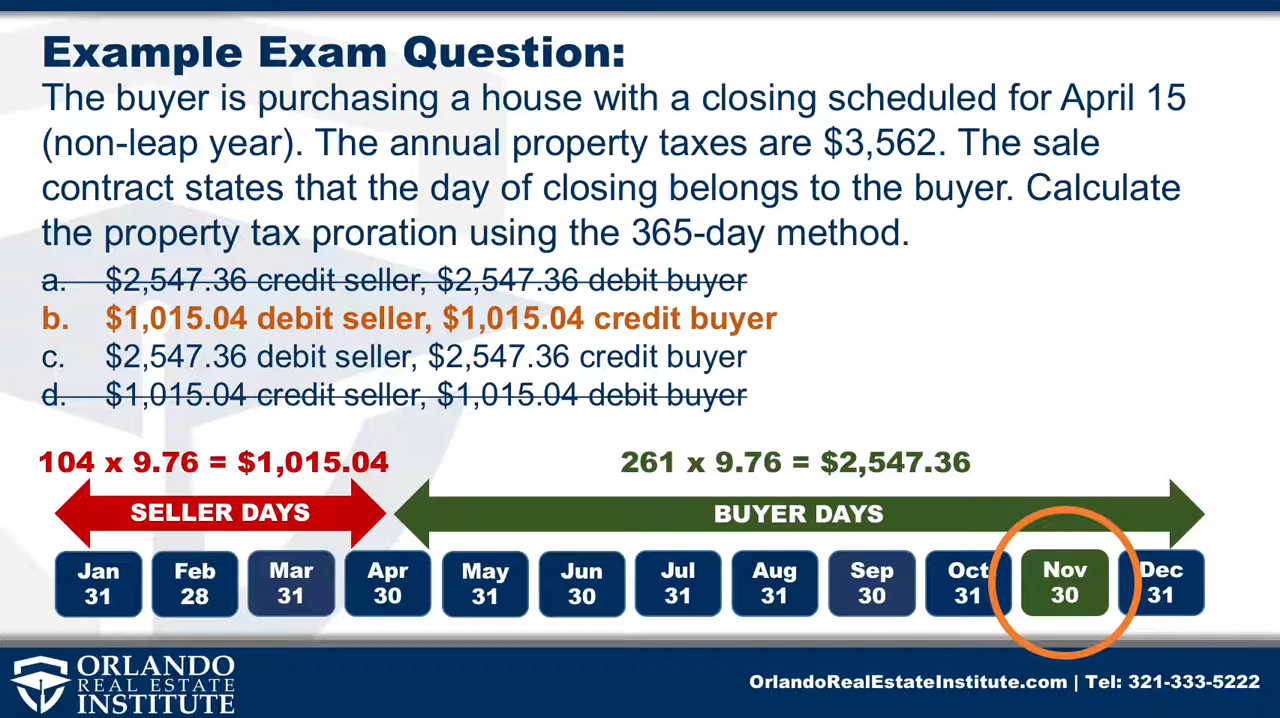 Example Exam Question:
The buyer is purchasing a house with a closing scheduled for April 15
(non-leap year). The annual property taxes are $3,562. The sale
contract states that the day of closing belongs to the buyer. Calculate
the property tax proration using the 365-day method.
a. $2,547.36 credit seller, $2,547.36 debit buyer
b. $1,015.04 debit seller, $1,015.04 credit buyer
c. $2,547.36 debit seller, $2,547.36 credit buyer
d. $1,015.04 credit seller, $1,015.04 debit buyer
104 x 9.76 = $1,015.04 261 x 9.76 = $2,547.36
SELLER DAYS BUYER DAYS
Jan Feb Mar Apr May Jun Jul Aug Sep Oct Nov Dec
31 28 31 30 31 30 31 31 30 31 30 31
ORLANDO
REAL ESTATE
INSTITUTE
OrlandoRealEstateInstitute.com | Tel: 321-333-5222